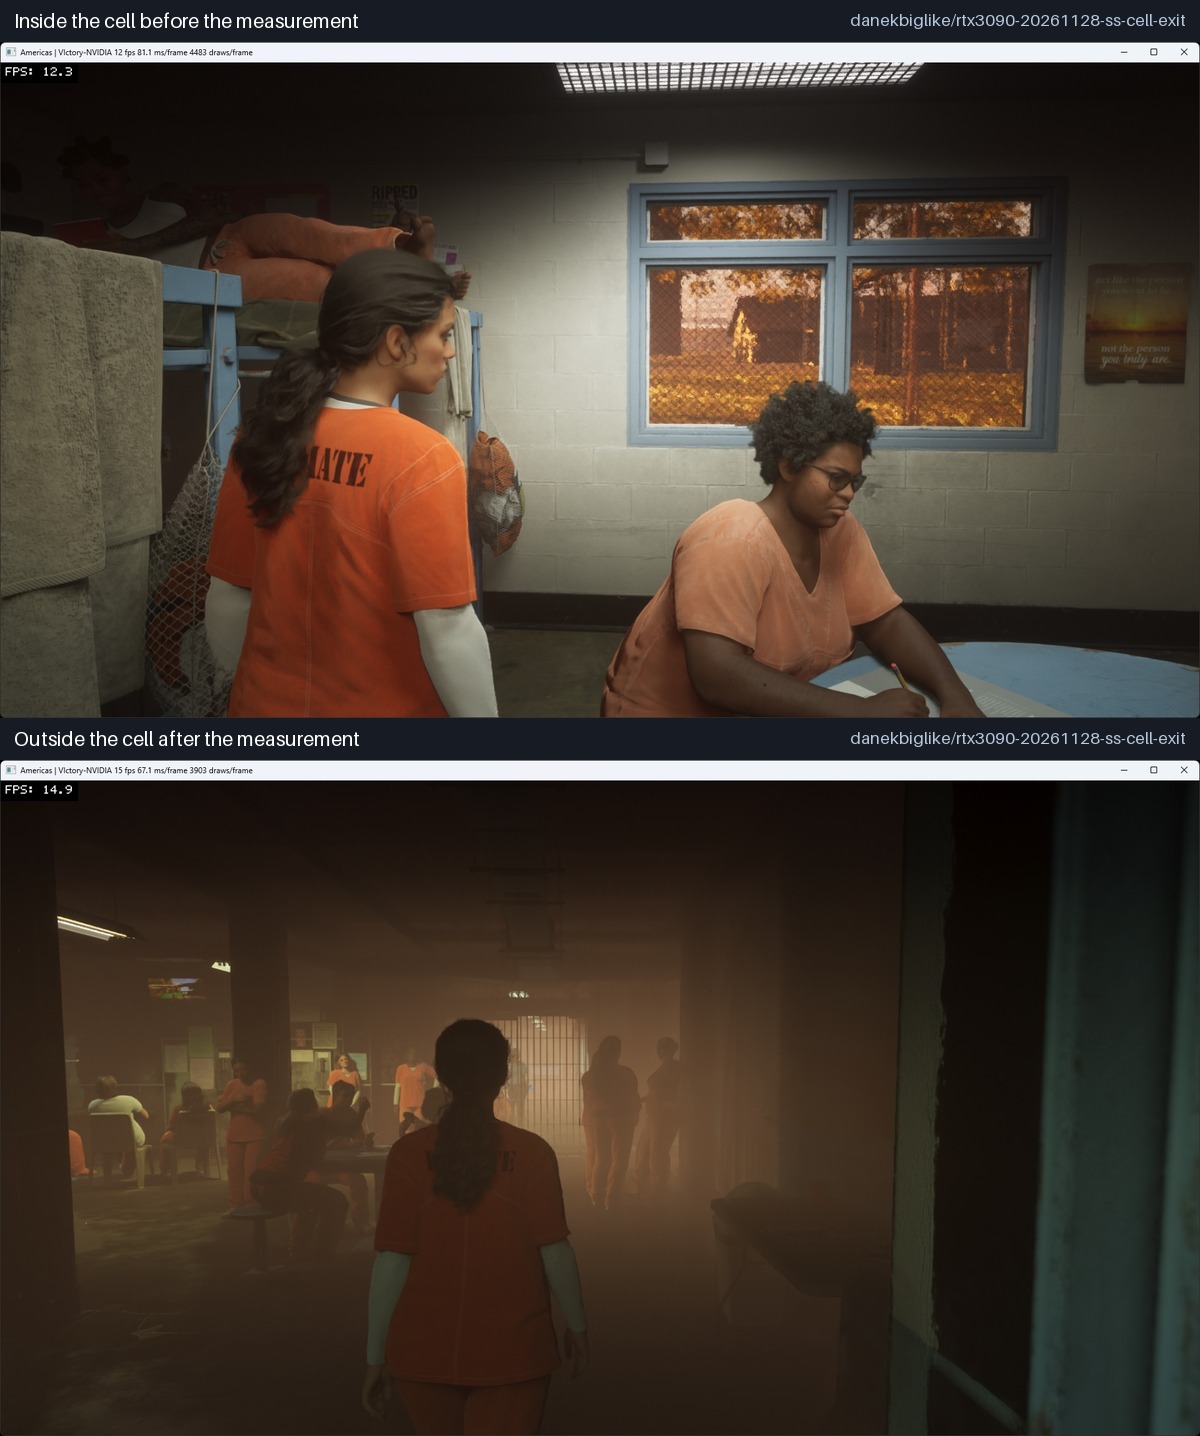 Inside the cell before the measurement
danekbiglike/rtx3090-20261128-ss-cell-exit
Americas | VIctory-NVIDIA 12 fps 81.1 ms/frame 4483 draws/frame
FPS: 12.3
RIPPED
not the person
you truly are.
MATE
Outside the cell after the measurement
danekbiglike/rtx3090-20261128-ss-cell-exit
Americas | VIctory-NVIDIA 15 fps 67.1 ms/frame 3903 draws/frame
FPS: 14.9